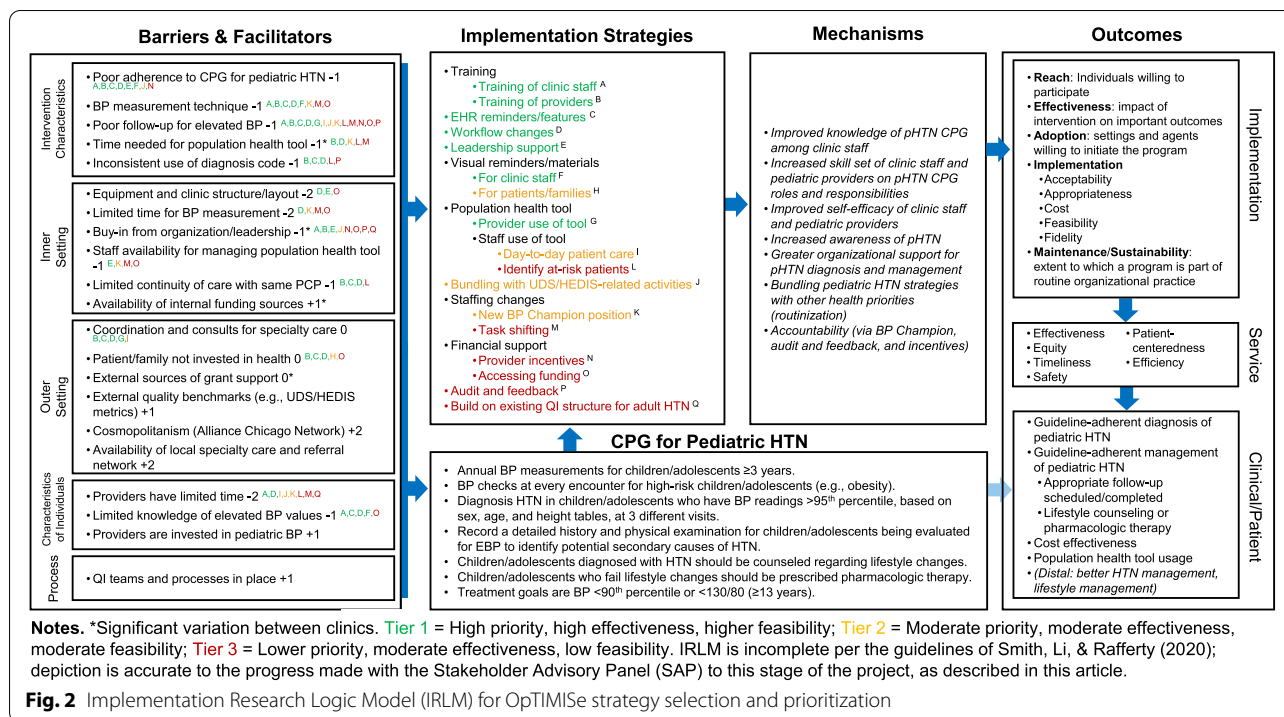 Barriers & Facilitators
Intervention
Characteristics
•Poor adherence to CPG for pediatric HTN -1
A,B,C,D,E,F,J,N
•BP measurement technique -1 A,B,C,D,F,K,M,O
•Poor follow-up for elevated BP -1 A,B,C,D,G,I,J,K,L,M,N,O,P
•Time needed for population health tool -1* B,D,K,L,M
•Inconsistent use of diagnosis code -1 B,C,D,L,P
Inner
Setting
•Equipment and clinic structure/layout -2 D,E,O
•Limited time for BP measurement -2 D,K,M,O
•Buy-in from organization/leadership -1* A,B,E,J,N,O,P,Q
•Staff availability for managing population health tool
-1 E,K,M,O
•Limited continuity of care with same PCP -1 B,C,D,L
•Availability of internal funding sources +1*
Outer
Setting
•Coordination and consults for specialty care 0
B,C,D,G,I
•Patient/family not invested in health 0 B,C,D,H,O
•External sources of grant support 0*
•External quality benchmarks (e.g., UDS/HEDIS
metrics) +1
•Cosmopolitanism (Alliance Chicago Network) +2
•Availability of local specialty care and referral
network +2
Characteristics
of Individuals
•Providers have limited time -2 A,D,I,J,K,L,M,Q
•Limited knowledge of elevated BP values -1 A,C,D,F,O
•Providers are invested in pediatric BP +1
Process
•QI teams and processes in place +1
Implementation Strategies
•Training
•Training of clinic staff A
•Training of providers B
•EHR reminders/features C
•Workflow changes D
•Leadership support E
•Visual reminders/materials
•For clinic staff F
•For patients/families H
•Population health tool
•Provider use of tool G
•Staff use of tool
•Day-to-day patient care I
•Identify at-risk patients L
•Bundling with UDS/HEDIS-related activities J
•Staffing changes
•New BP Champion position K
•Task shifting M
•Financial support
•Provider incentives N
•Accessing funding O
•Audit and feedback P
•Build on existing QI structure for adult HTN Q
Mechanisms
•Improved knowledge of pHTN CPG
among clinic staff
•Increased skill set of clinic staff and
pediatric providers on pHTN CPG
roles and responsibilities
•Improved self-efficacy of clinic staff
and pediatric providers
•Increased awareness of pHTN
•Greater organizational support for
pHTN diagnosis and management
•Bundling pediatric HTN strategies
with other health priorities
(routinization)
•Accountability (via BP Champion,
audit and feedback, and incentives)
CPG for Pediatric HTN
• Annual BP measurements for children/adolescents ≥3 years.
• BP checks at every encounter for high-risk children/adolescents (e.g., obesity).
• Diagnosis HTN in children/adolescents who have BP readings >95th percentile, based on
sex, age, and height tables, at 3 different visits.
• Record a detailed history and physical examination for children/adolescents being evaluated
for EBP to identify potential secondary causes of HTN.
• Children/adolescents diagnosed with HTN should be counseled regarding lifestyle changes.
• Children/adolescents who fail lifestyle changes should be prescribed pharmacologic therapy.
• Treatment goals are BP <90th percentile or <130/80 (≥13 years).
Outcomes
• Reach: Individuals willing to
participate
• Effectiveness: impact of
intervention on important outcomes
• Adoption: settings and agents
willing to initiate the program
• Implementation
• Acceptability
• Appropriateness
• Cost
• Feasibility
• Fidelity
• Maintenance/Sustainability:
extent to which a program is part of
routine organizational practice
Implementation
• Effectiveness
• Equity
• Timeliness
• Safety
• Patient-
centeredness
• Efficiency
Service
• Guideline-adherent diagnosis of
pediatric HTN
• Guideline-adherent management
of pediatric HTN
• Appropriate follow-up
scheduled/completed
• Lifestyle counseling or
pharmacologic therapy
• Cost effectiveness
• Population health tool usage
• (Distal: better HTN management,
lifestyle management)
Clinical/Patient
Notes. *Significant variation between clinics. Tier 1 = High priority, high effectiveness, higher feasibility; Tier 2 = Moderate priority, moderate effectiveness,
moderate feasibility; Tier 3 = Lower priority, moderate effectiveness, low feasibility. IRLM is incomplete per the guidelines of Smith, Li, & Rafferty (2020);
depiction is accurate to the progress made with the Stakeholder Advisory Panel (SAP) to this stage of the project, as described in this article.
Fig. 2 Implementation Research Logic Model (IRLM) for OpTIMISe strategy selection and prioritization